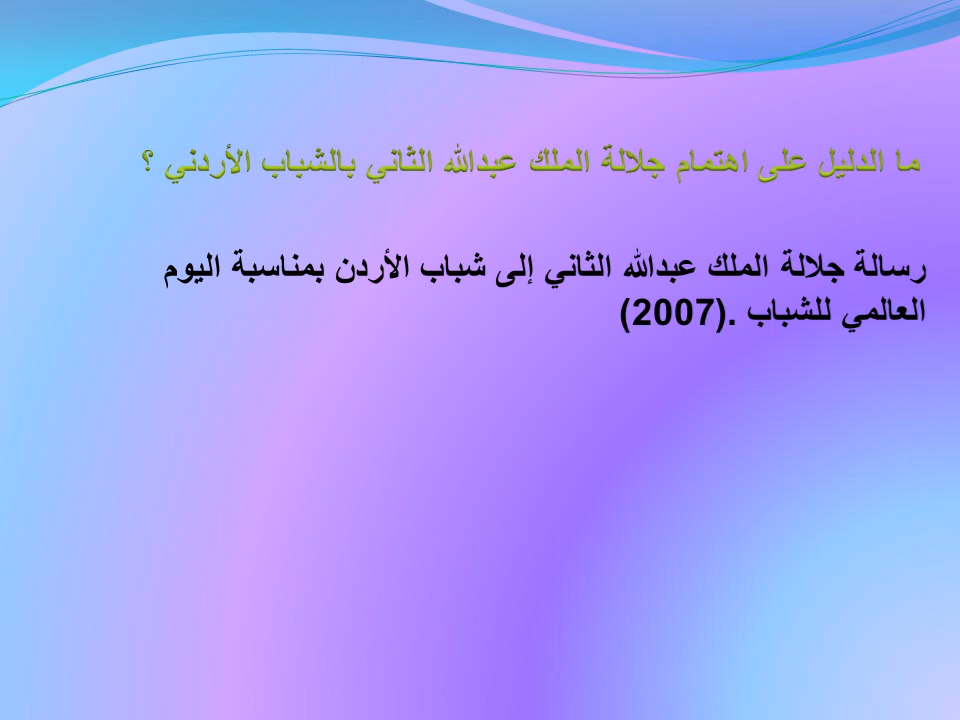 ما الدليل على اهتمام جلالة الملك عبدالله الثاني بالشباب الأردني ؟
رسالة جلالة الملك عبدالله الثاني إلى شباب الأردن بمناسبة اليوم
العالمي للشباب .(2007)